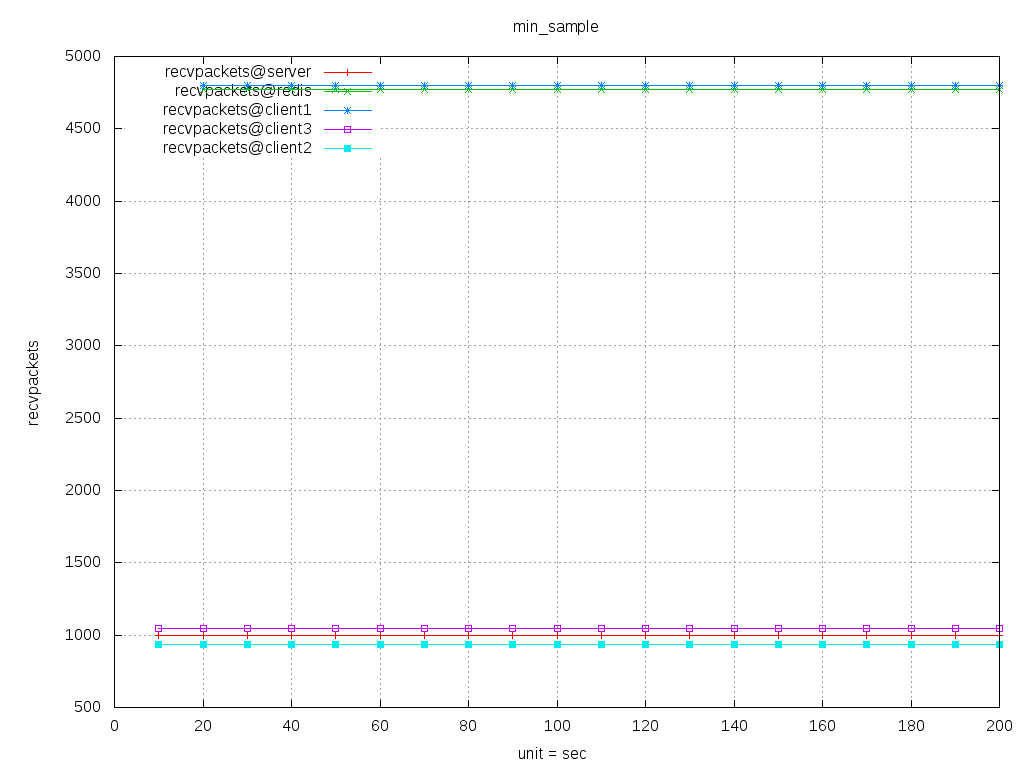 min_sample
5000
4500
4000
3500
3000
2500
2000
1500
1000
500
recvpackets
recvpackets@server
recvpackets@redis
recvpackets@client1
recvpackets@client3
recvpackets@client2
0 20 40 60 80 100 120 140 160 180 200
unit = sec